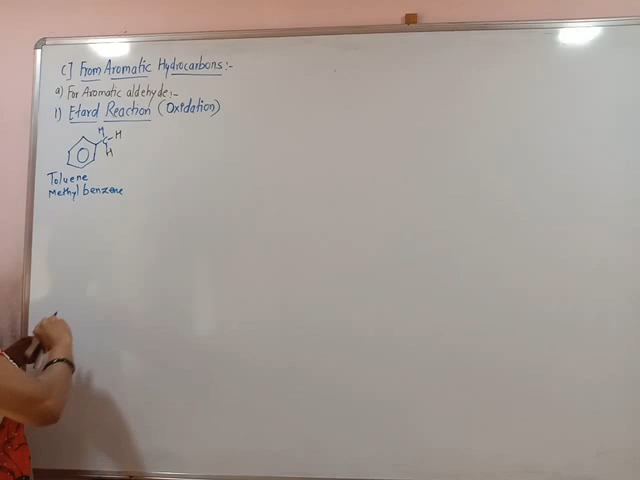 C] From Aromatic Hydrocarbons:-
a) For Aromatic aldehyde:-
1) Etard Reaction (Oxidation)
H
C - H
H
Toluene
Methyl benzene